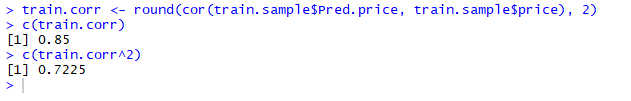 > train.corr <- round(cor(train.sample$Pred.price, train.sample$price), 2)
> c(train.corr)
[1] 0.85
> c(train.corr^2)
[1] 0.7225
>